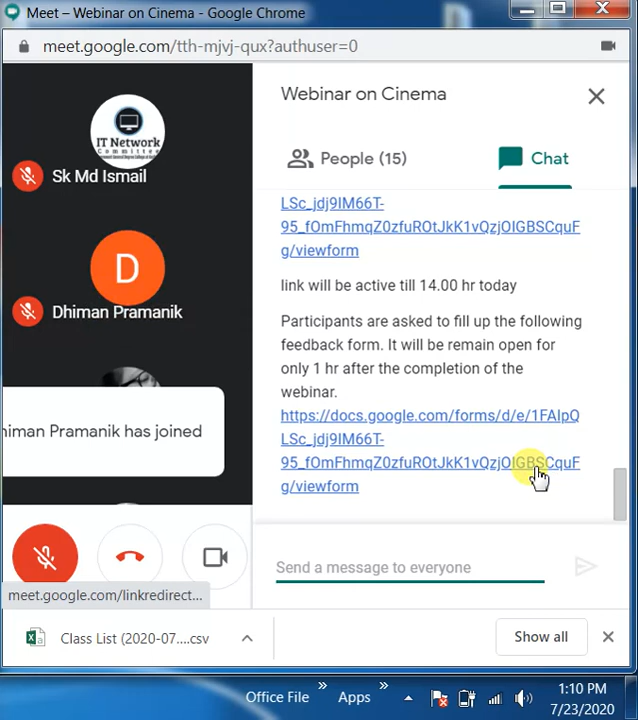 Meet – Webinar on Cinema - Google Chrome
meet.google.com/tth-mjvj-qux?authuser=0
IT Network
Committee
Sk Md Ismail
D
Dhiman Pramanik
himan Pramanik has joined
Webinar on Cinema
People (15)
Chat
LSc_jdj9IM66T-
95_fOmFhmqZ0zfuROtJkK1vQzjOIGBSCquF
g/viewform
link will be active till 14.00 hr today
Participants are asked to fill up the following
feedback form. It will be remain open for
only 1 hr after the completion of the
webinar.
https://docs.google.com/forms/d/e/1FAIpQ
LSc_jdj9IM66T-
95_fOmFhmqZ0zfuROtJkK1vQzjOIGBSCquF
g/viewform
Send a message to everyone
meet.google.com/linkredirect...
Class List (2020-07....csv
Show all
Office File
Apps
1:10 PM
7/23/2020